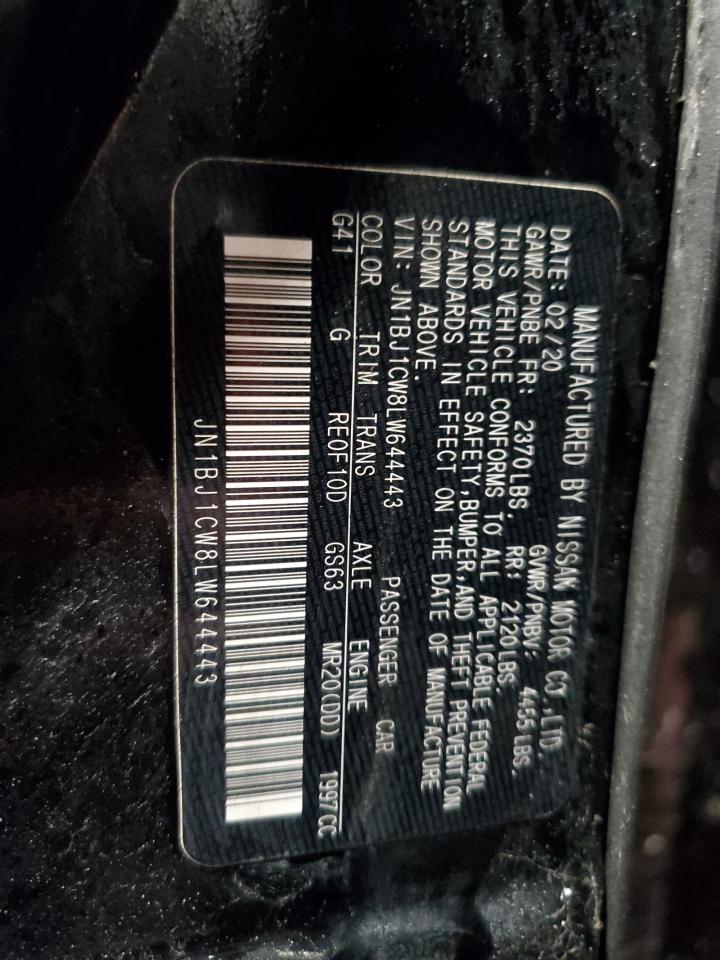 MANUFACTURED BY NISSAN MOTOR CO.,LTD.
DATE: 02/20 GVWR/PNBV: 4455LBS.
GAWR/PNBE FR: 2370LBS. RR: 2120LBS.
THIS VEHICLE CONFORMS TO ALL APPLICABLE FEDERAL
MOTOR VEHICLE SAFETY,BUMPER,AND THEFT PREVENTION
STANDARDS IN EFFECT ON THE DATE OF MANUFACTURE
SHOWN ABOVE.
VIN: JN1BJ1CW8LW644443 PASSENGER CAR
COLOR TRIM TRANS AXLE ENGINE
G41 G RE0F10D GS63 MR20(DD) 1997CC
JN1BJ1CW8LW644443